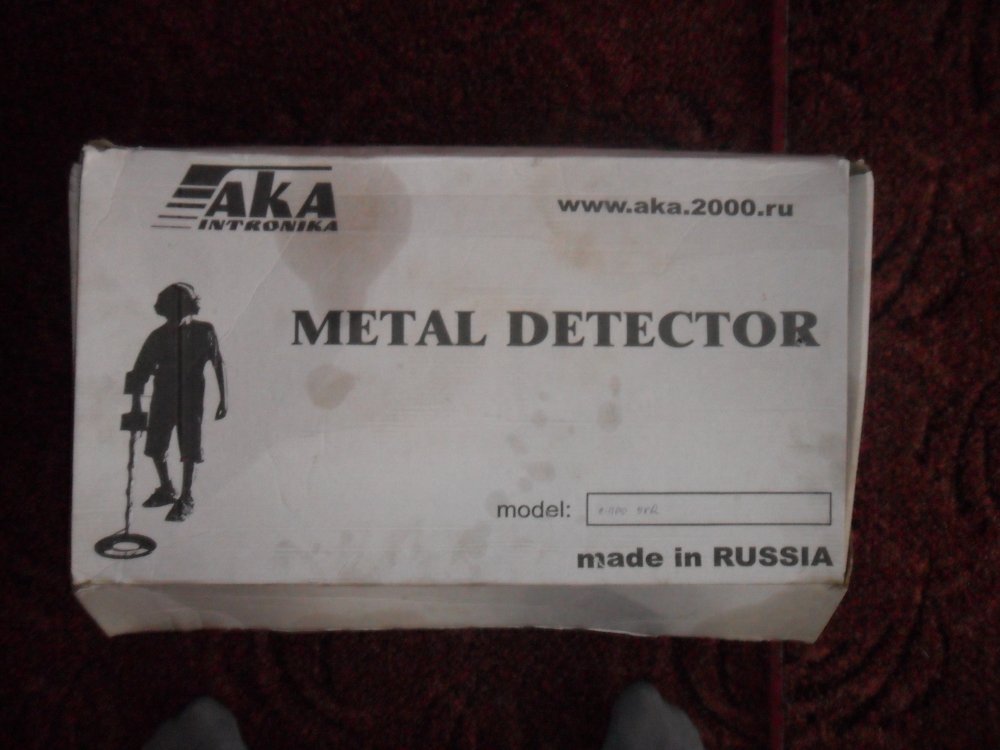 AKA
INTRONIKA
www.aka.2000.ru
METAL DETECTOR
model:
made in RUSSIA